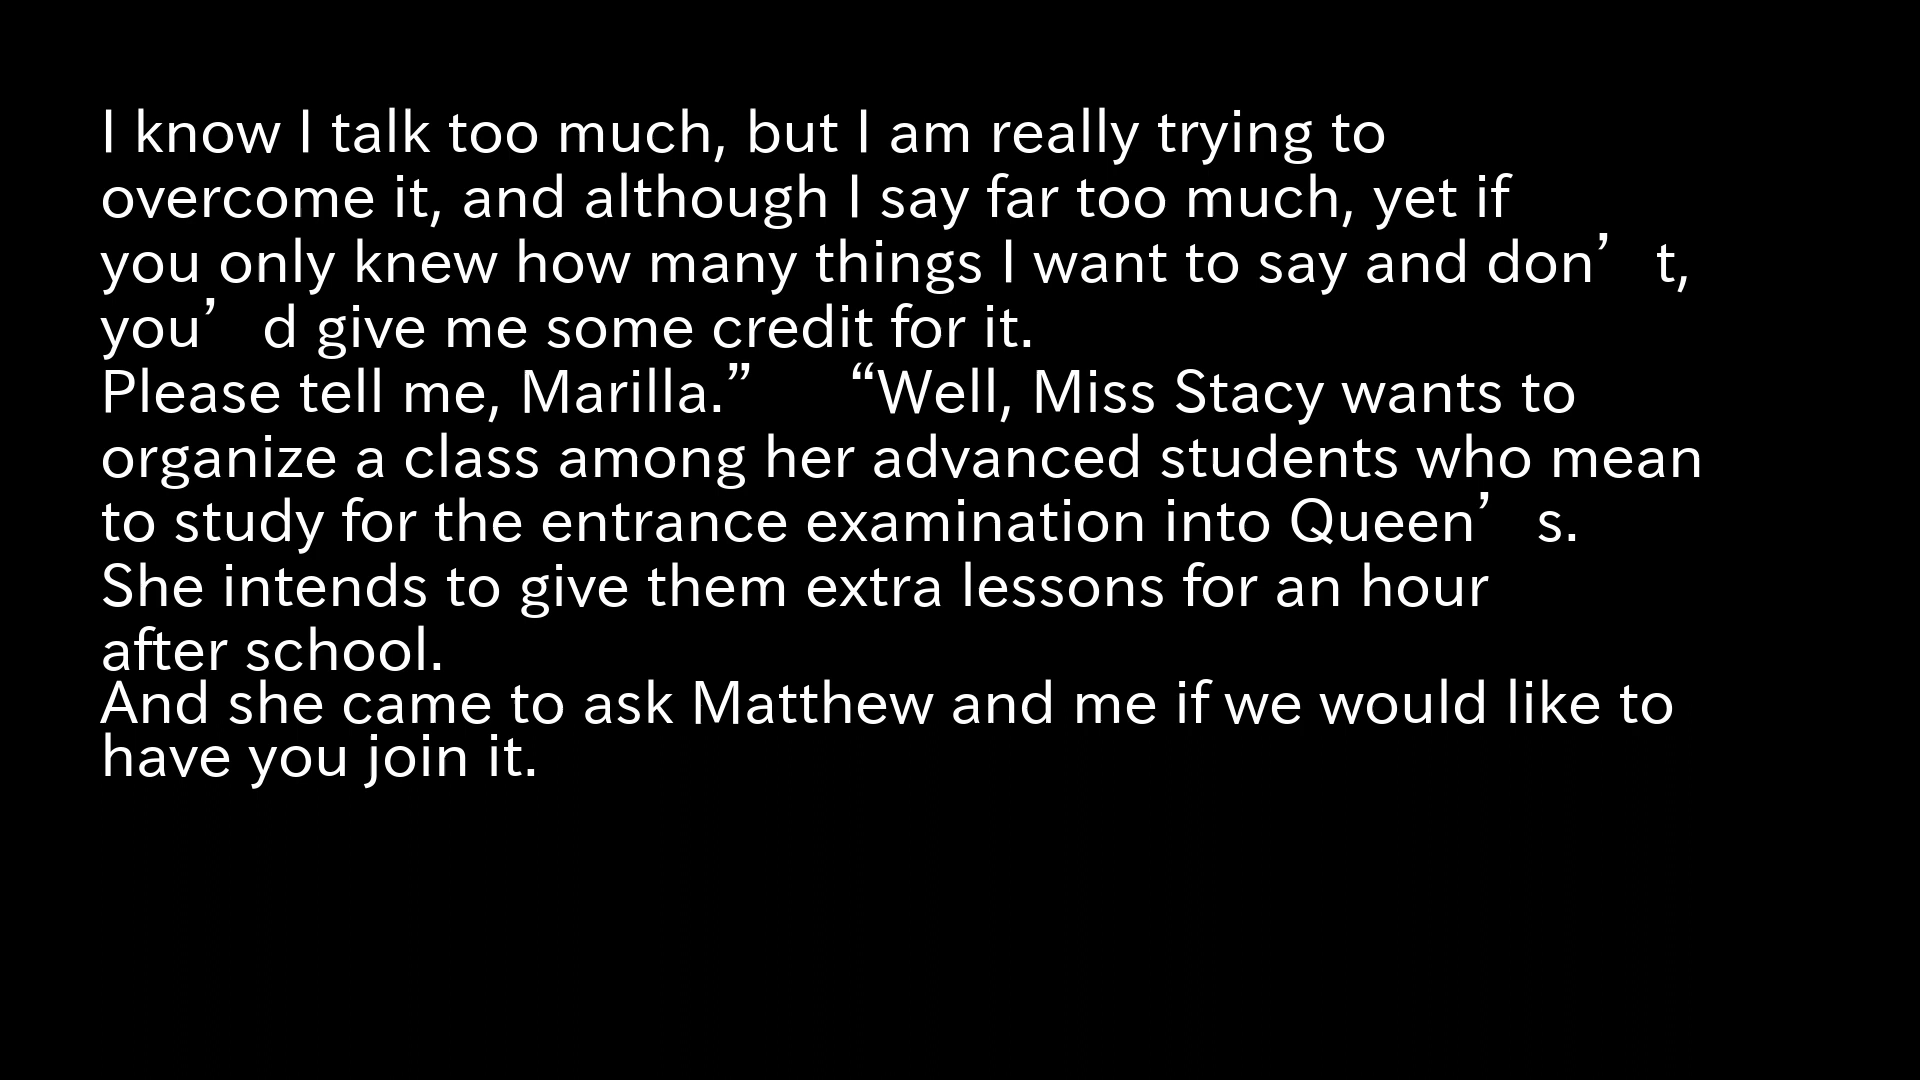 I know I talk too much, but I am really trying to
overcome it, and although I say far too much, yet if
you only knew how many things I want to say and don’t,
you’d give me some credit for it.
Please tell me, Marilla.” “Well, Miss Stacy wants to
organize a class among her advanced students who mean
to study for the entrance examination into Queen’s.
She intends to give them extra lessons for an hour
after school.
And she came to ask Matthew and me if we would like to
have you join it.